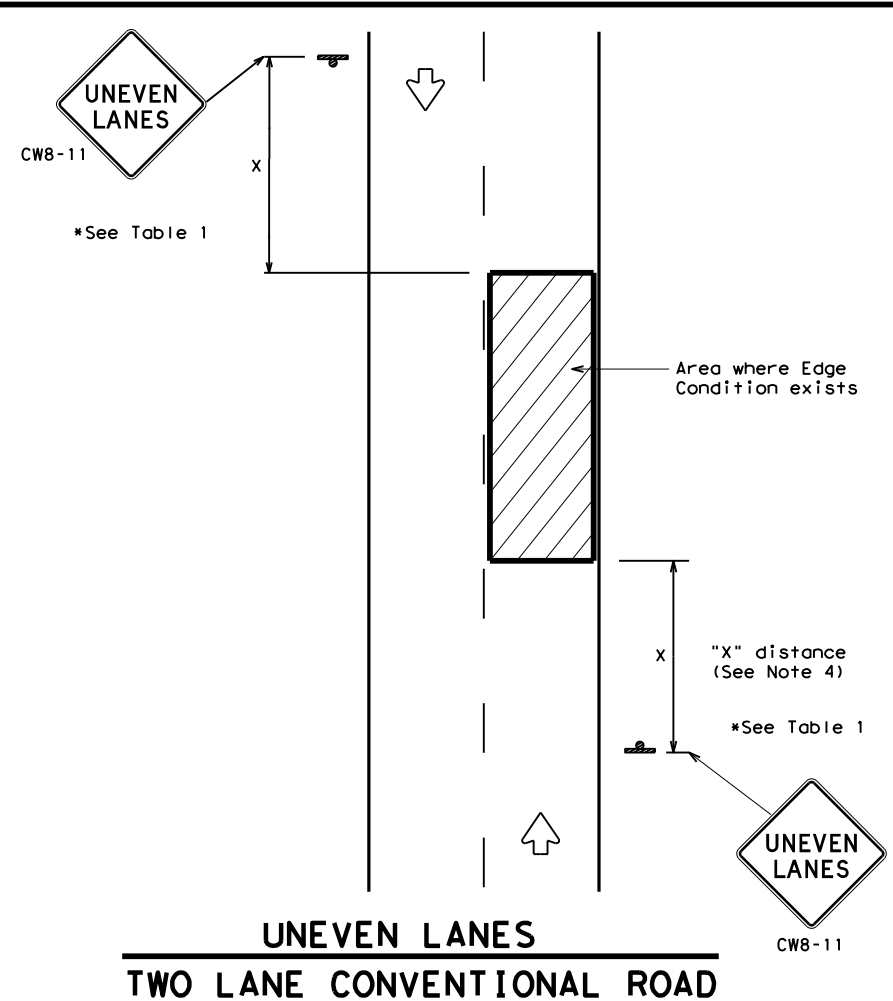 UNEVEN
LANES
CW8-11
X
*See Table 1
Area where Edge
Condition exists
X
"X" distance
(See Note 4)
*See Table 1
UNEVEN
LANES
CW8-11
UNEVEN LANES
TWO LANE CONVENTIONAL ROAD